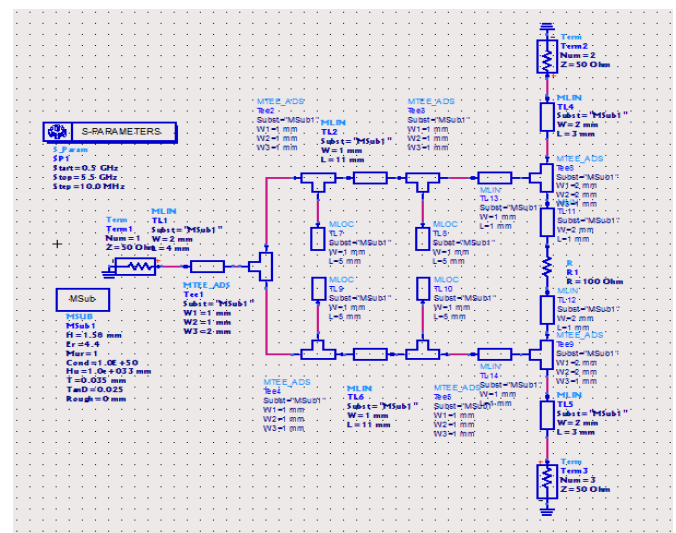 Term
Term2
Num=2
Z=50 Ohm
MLIN
TL4
Subst="MSub1"
W=2 mm
L=3 mm
MTEE_ADS
Tee2
Subst="MSub1"
W1=1 mm
W2=1 mm
W3=1 mm
MLIN
TL2
Subst="MSub1"
W=1 mm
L=11 mm
MTEE_ADS
Tee3
Subst="MSub1"
W1=1 mm
W2=1 mm
W3=1 mm
S-PARAMETERS
S_Param
SP1
Start=0.5 GHz
Stop=5.5 GHz
Step=10.0 MHz
MTEE_ADS
Subst="MSub1"
W1=2 mm
W2=2 mm
W3=1 mm
MLIN
TL13
Subst="MSub1"
W=1 mm
L=1 mm
TL11
Subst="MSub1"
W=2 mm
L=1 mm
Term
Term1
Num=1
Z=50 Ohm
MLIN
TL1
Subst="MSub1"
W=2 mm
L=4 mm
MLOC
TL7
Subst="MSub1"
W=1 mm
L=5 mm
MLOC
TL8
Subst="MSub1"
W=1 mm
L=5 mm
R
R1
R=100 Ohm
MTEE_ADS
Tee1
Subst="MSub1"
W1=1 mm
W2=1 mm
W3=2 mm
MLOC
TL9
Subst="MSub1"
W=1 mm
L=5 mm
MLOC
TL10
Subst="MSub1"
W=1 mm
L=5 mm
MLIN
TL12
Subst="MSub1"
W=2 mm
L=1 mm
MSub
MSUB
MSub1
H=1.58 mm
Er=4.4
Mur=1
Cond=1.0E+50
Hu=1.0e+033 mm
T=0.035 mm
TanD=0.025
Rough=0 mm
MTEE_ADS
Tee9
Subst="MSub1"
W1=2 mm
W2=2 mm
W3=1 mm
MLIN
TL14
Subst="MSub1"
W=1 mm
L=1 mm
MTEE_ADS
Tee4
Subst="MSub1"
W1=1 mm
W2=1 mm
W3=1 mm
MLIN
TL6
Subst="MSub1"
W=1 mm
L=11 mm
MTEE_ADS
Subst="MSub1"
W1=1 mm
W2=1 mm
W3=1 mm
MLIN
TL5
Subst="MSub1"
W=2 mm
L=3 mm
Term
Term3
Num=3
Z=50 Ohm